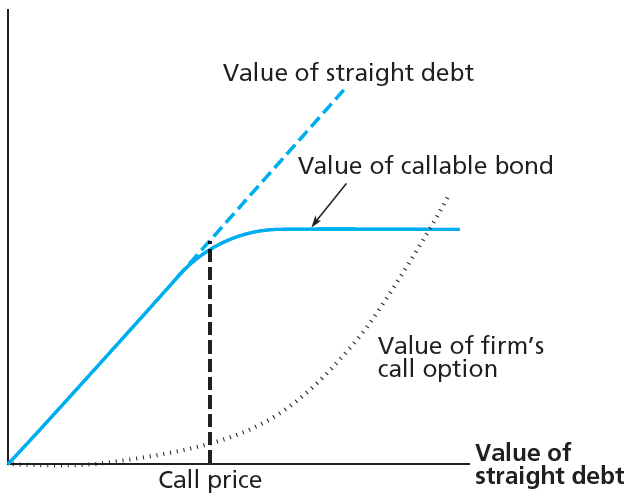 Value of straight debt
Value of callable bond
Value of firm's
call option
Call price
Value of
straight debt